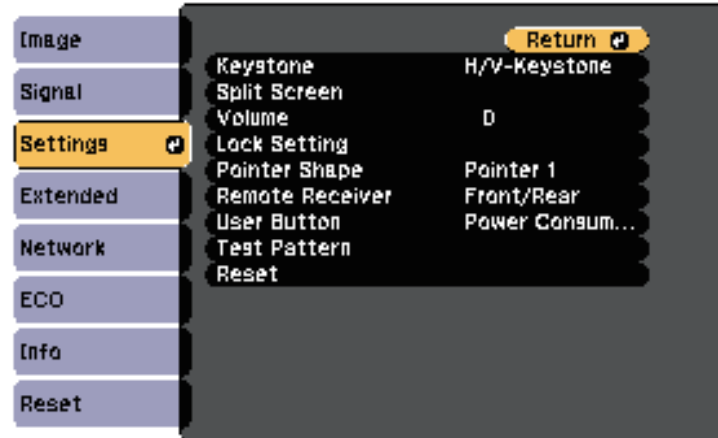 Image
Signal
Settings
Extended
Network
ECO
Info
Reset
Return
Keystone H/V-Keystone
Split Screen
Volume 0
Lock Setting
Pointer Shape Pointer 1
Remote Receiver Front/Rear
User Button Power Consum...
Test Pattern
Reset